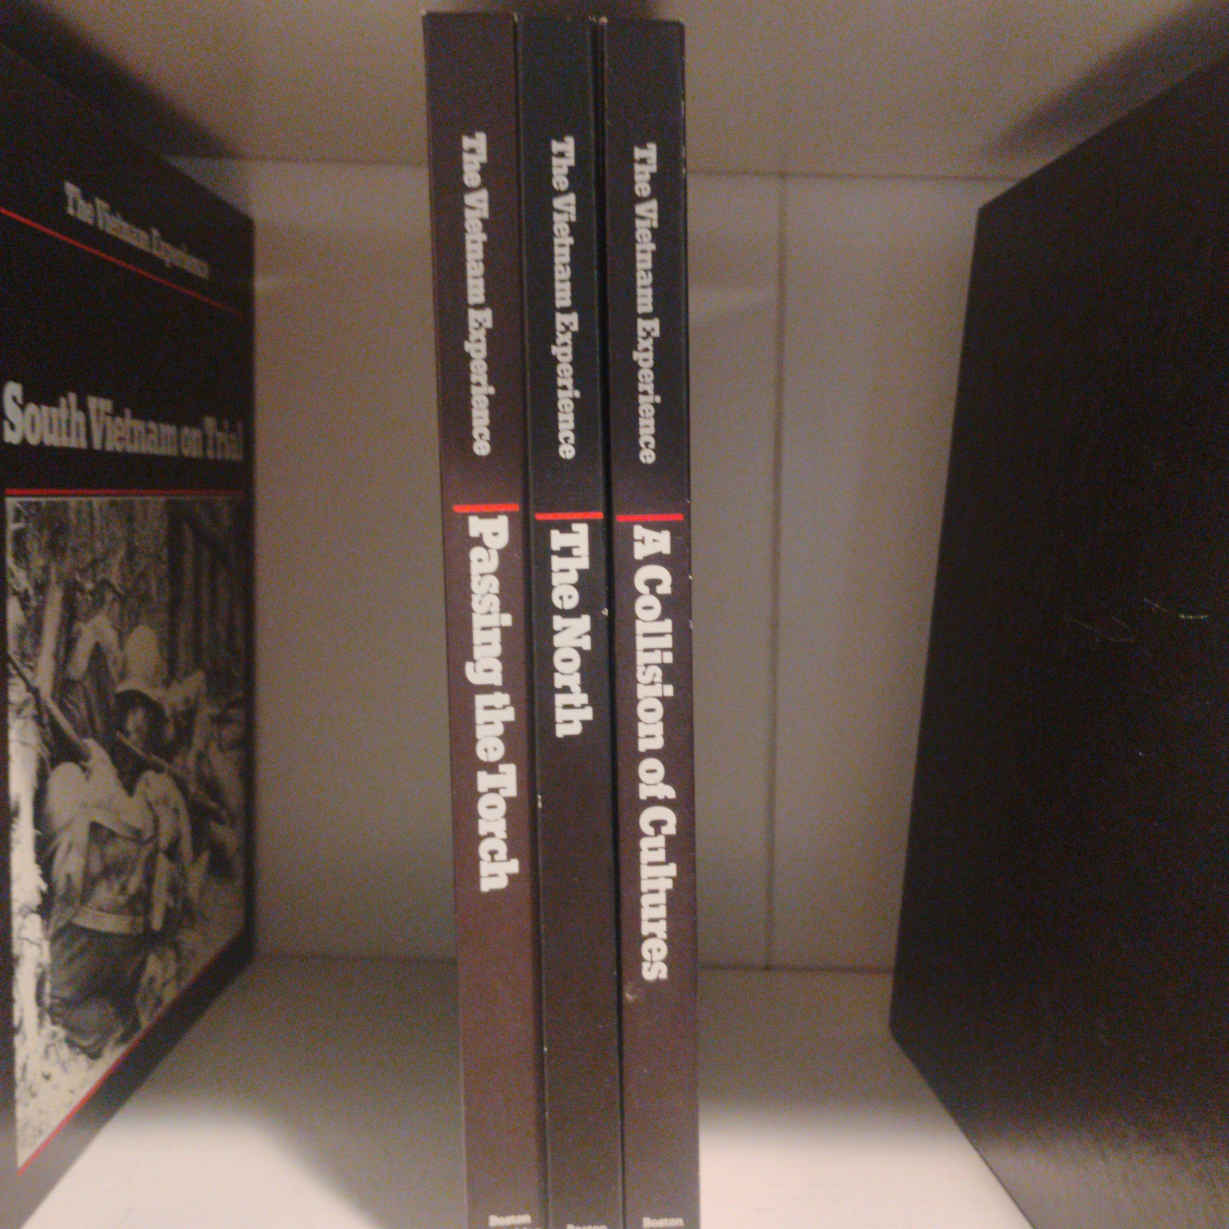 The Vietnam Experience
South Vietnam on Trial
The Vietnam Experience
Passing the Torch
Boston
The Vietnam Experience
The North
Boston
The Vietnam Experience
A Collision of Cultures
Boston